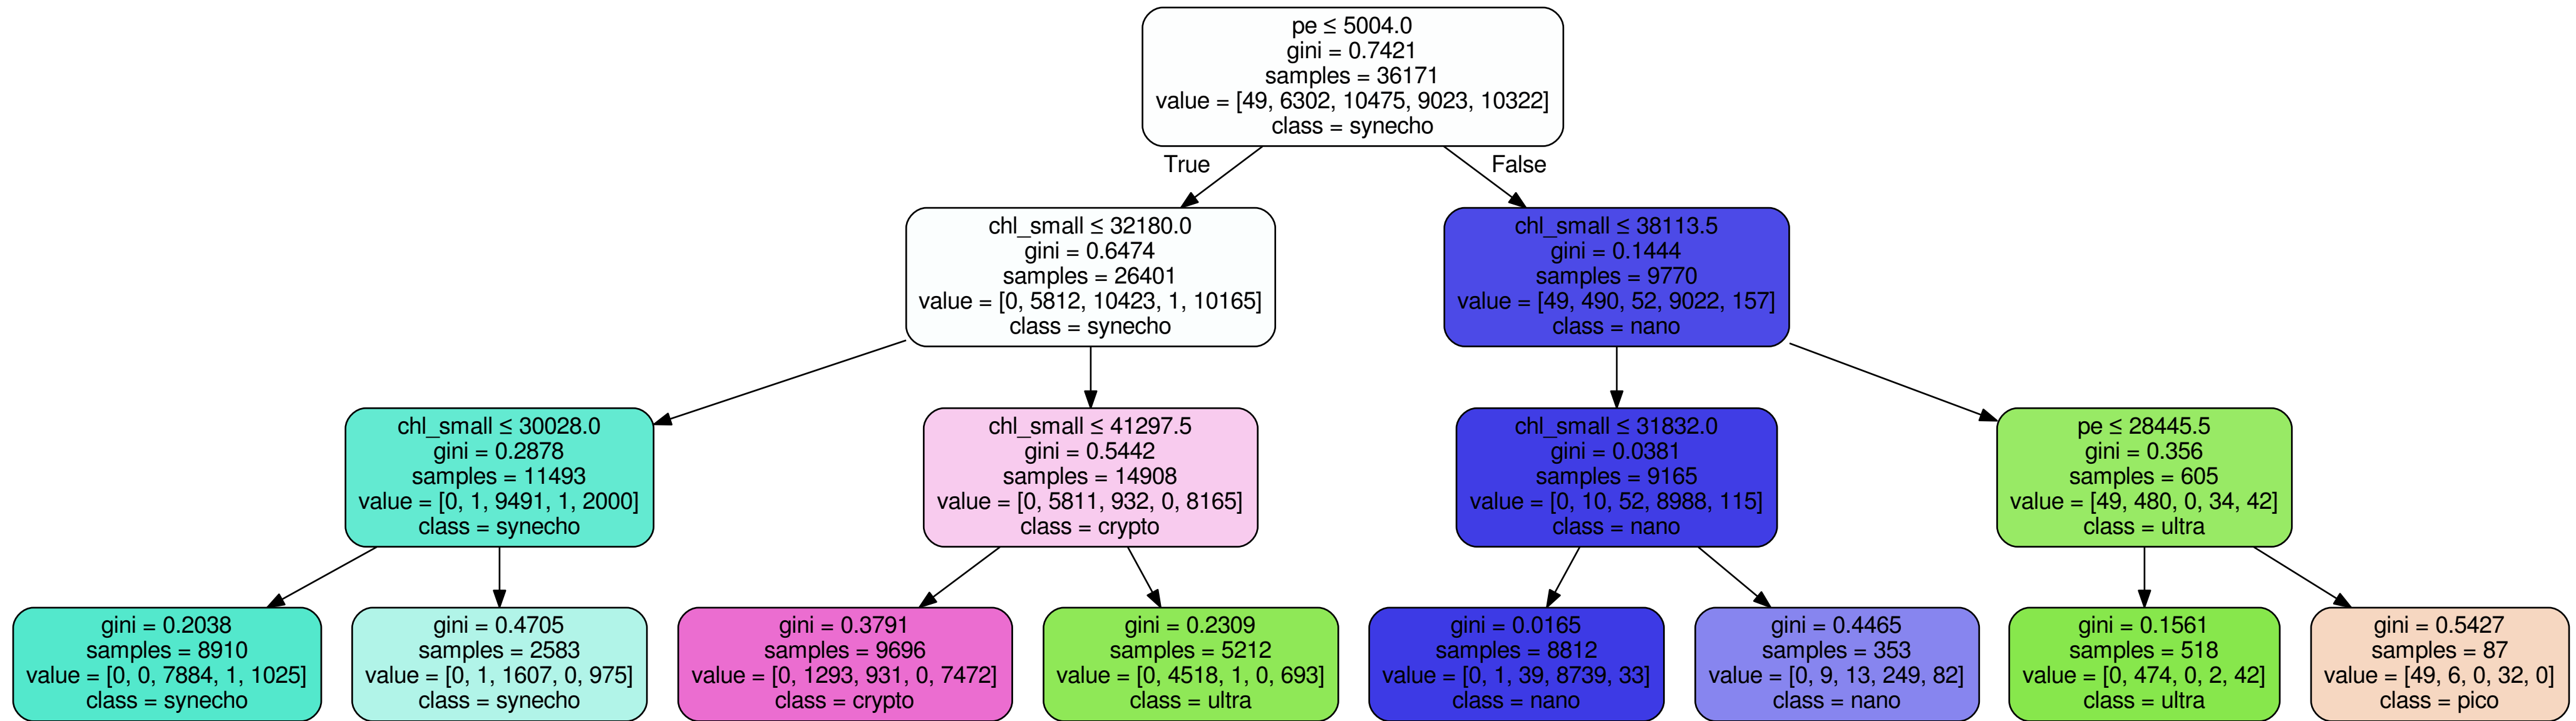 pe ≤ 5004.0
gini = 0.7421
samples = 36171
value = [49, 6302, 10475, 9023, 10322]
class = synecho
True
False
chl_small ≤ 32180.0
gini = 0.6474
samples = 26401
value = [0, 5812, 10423, 1, 10165]
class = synecho
chl_small ≤ 38113.5
gini = 0.1444
samples = 9770
value = [49, 490, 52, 9022, 157]
class = nano
chl_small ≤ 30028.0
gini = 0.2878
samples = 11493
value = [0, 1, 9491, 1, 2000]
class = synecho
chl_small ≤ 41297.5
gini = 0.5442
samples = 14908
value = [0, 5811, 932, 0, 8165]
class = crypto
chl_small ≤ 31832.0
gini = 0.0381
samples = 9165
value = [0, 10, 52, 8988, 115]
class = nano
pe ≤ 28445.5
gini = 0.356
samples = 605
value = [49, 480, 0, 34, 42]
class = ultra
gini = 0.2038
samples = 8910
value = [0, 0, 7884, 1, 1025]
class = synecho
gini = 0.4705
samples = 2583
value = [0, 1, 1607, 0, 975]
class = synecho
gini = 0.3791
samples = 9696
value = [0, 1293, 931, 0, 7472]
class = crypto
gini = 0.2309
samples = 5212
value = [0, 4518, 1, 0, 693]
class = ultra
gini = 0.0165
samples = 8812
value = [0, 1, 39, 8739, 33]
class = nano
gini = 0.4465
samples = 353
value = [0, 9, 13, 249, 82]
class = nano
gini = 0.1561
samples = 518
value = [0, 474, 0, 2, 42]
class = ultra
gini = 0.5427
samples = 87
value = [49, 6, 0, 32, 0]
class = pico